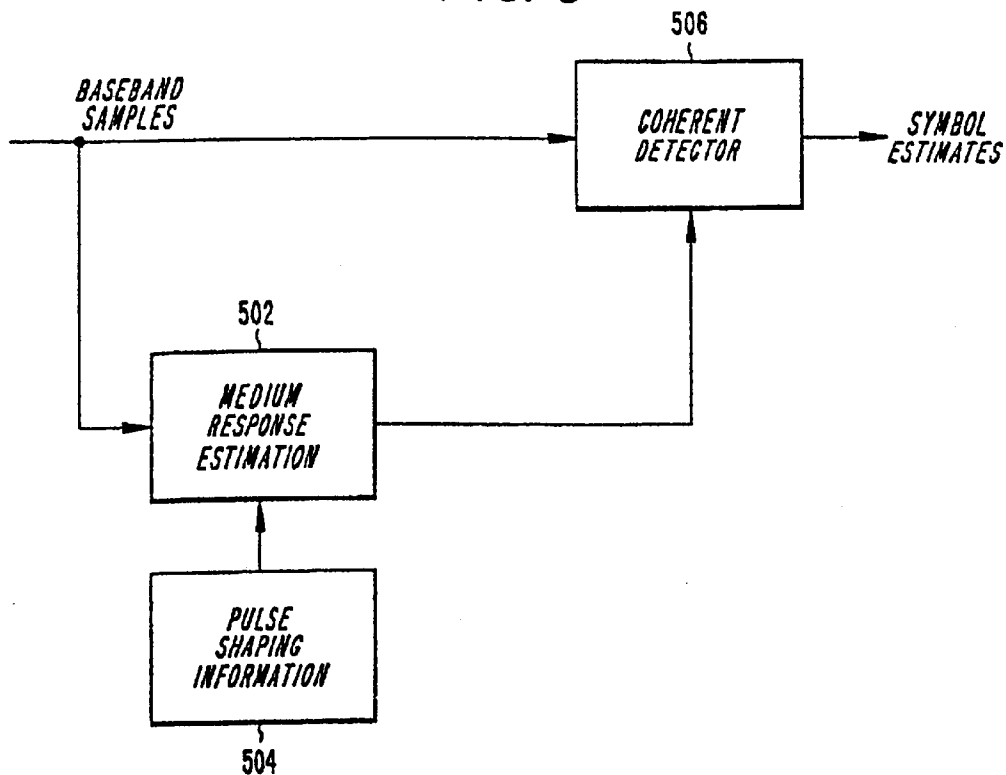 506
BASEBAND
SAMPLES
COHERENT
DETECTOR
SYMBOL
ESTIMATES
502
MEDIUM
RESPONSE
ESTIMATION
PULSE
SHAPING
INFORMATION
504